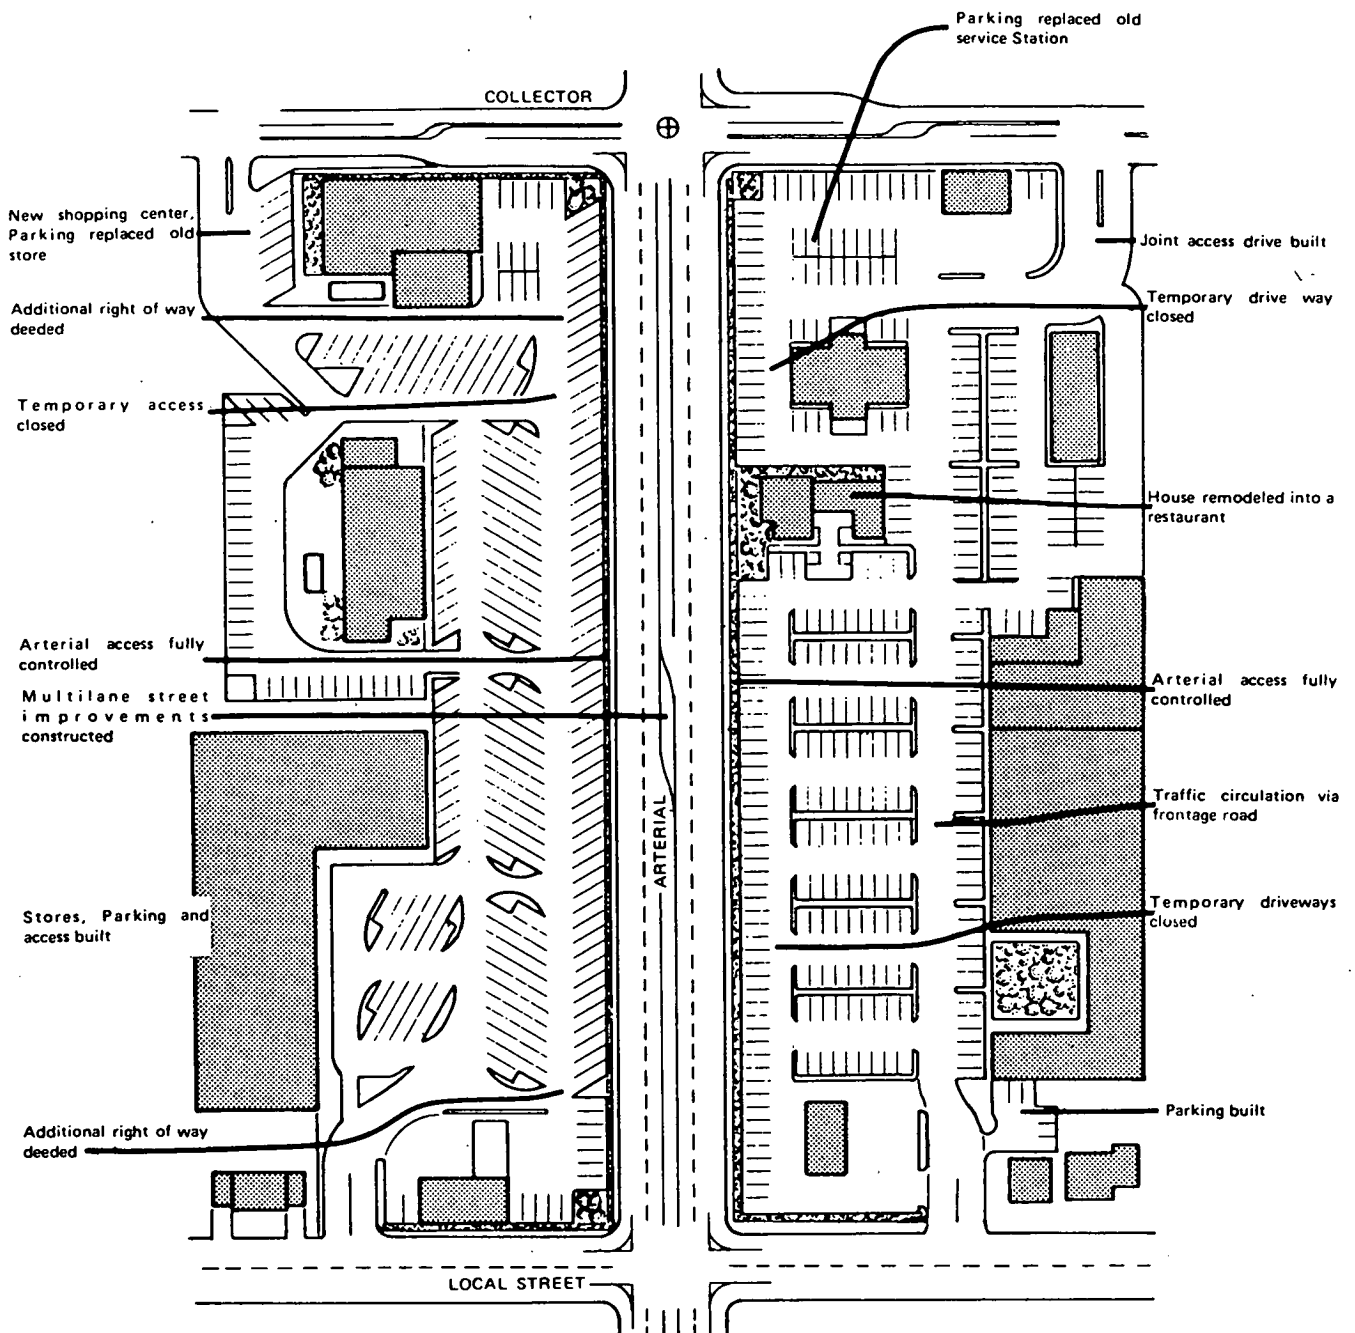 Parking replaced old
service Station
COLLECTOR
New shopping center,
Parking replaced old
store
Joint access drive built
Additional right of way
deeded
Temporary drive way
closed
Temporary access
closed
House remodeled into a
restaurant
Arterial access fully
controlled
Multilane street
improvements
constructed
Arterial access fully
controlled
ARTERIAL
Traffic circulation via
frontage road
Stores, Parking and
access built
Temporary driveways
closed
Additional right of way
deeded
Parking built
LOCAL STREET